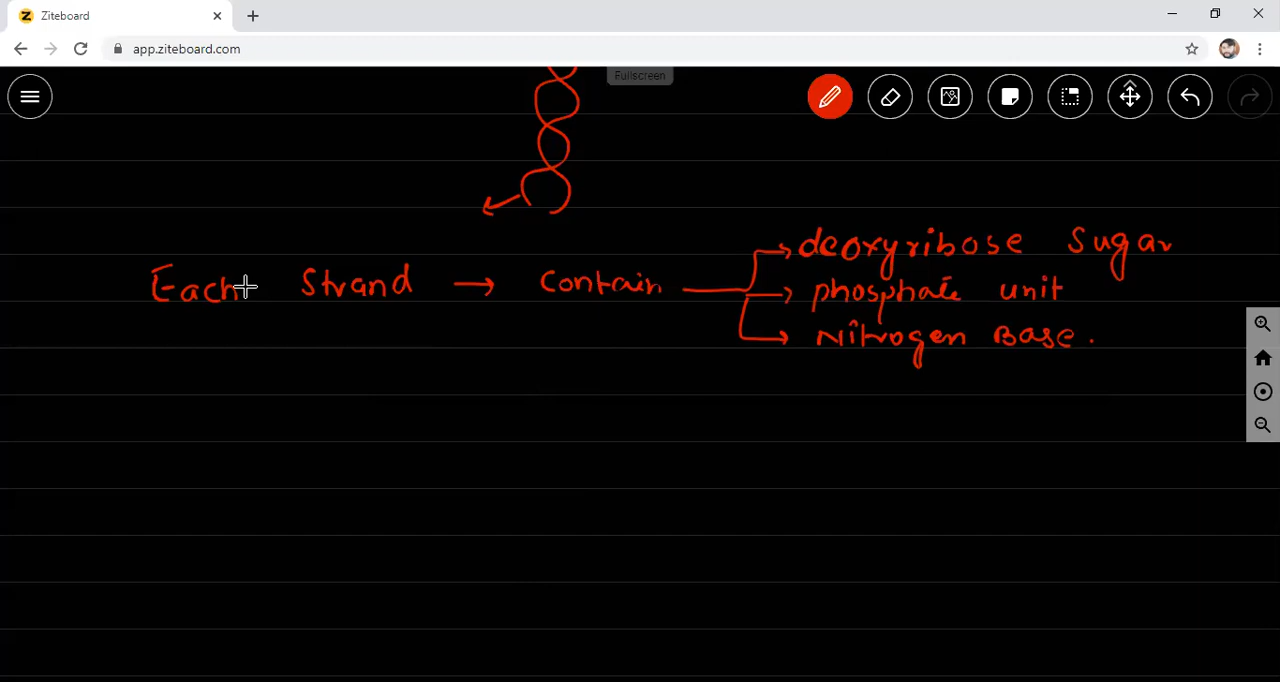 Ziteboard
app.ziteboard.com
Fullscreen
deoxyribose Sugar
Each Strand → Contain → phosphate unit
→ Nitrogen Base.